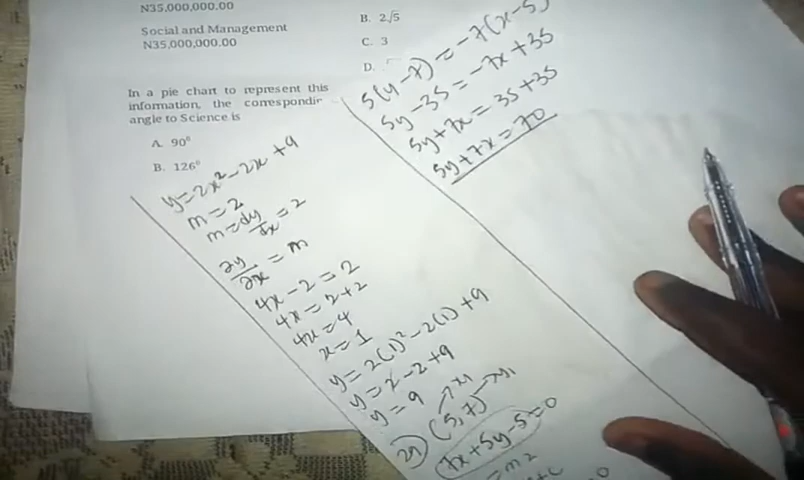 N35,000,000.00
Social and Management
N35,000,000.00
In a pie chart to represent this
information, the correspondin
angle to Science is
A. 90°
B. 126°
B. 2√5
C. 3
D.
5(y-7) = -7(x-5)
5y-35 = -7x+35
5y+7x = 35+35
5y+7x = 70
y=2x²-2x+9
m=2
m=dy/dx=2
∂y/∂x = m
4x-2=2
4x=2+2
4x=4
x=1
y=2(1)²-2(1)+9
y=2-2+9
y=9
29) (5,7) →x1 →y1
7x+5y-5=0
=m2
+c